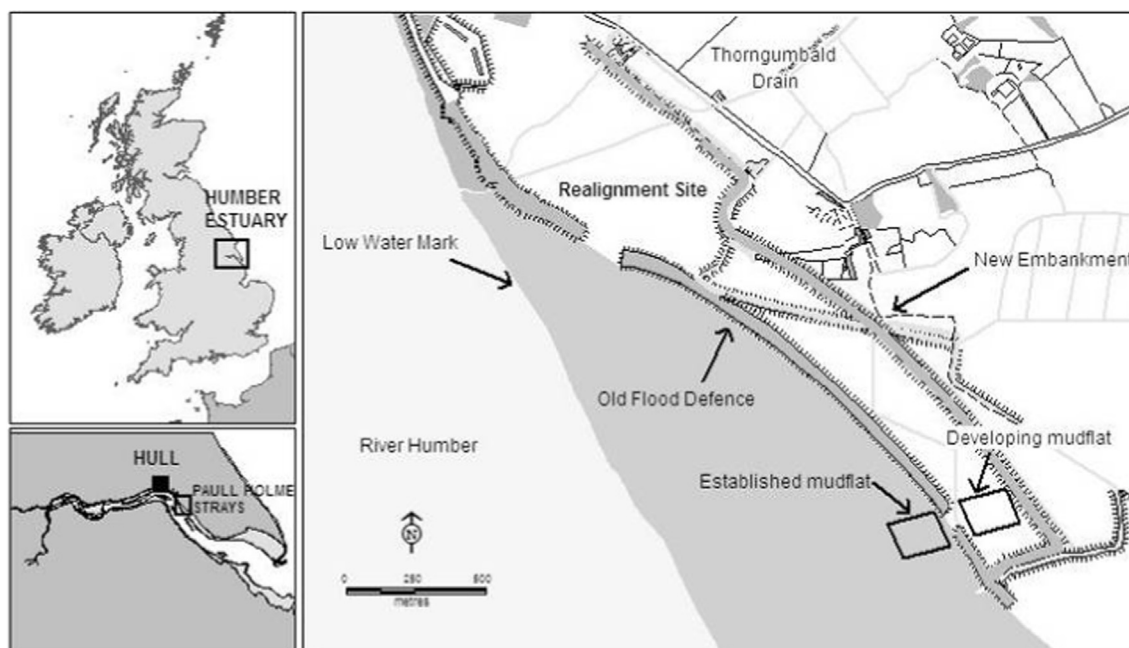 HUMBER
ESTUARY
HULL
PAULL HOLME
STRAYS
Thorngumbald
Drain
Realignment Site
Low Water Mark
New Embankment
Old Flood Defence
Developing mudflat
River Humber
Established mudflat
N
0 250 500
metres